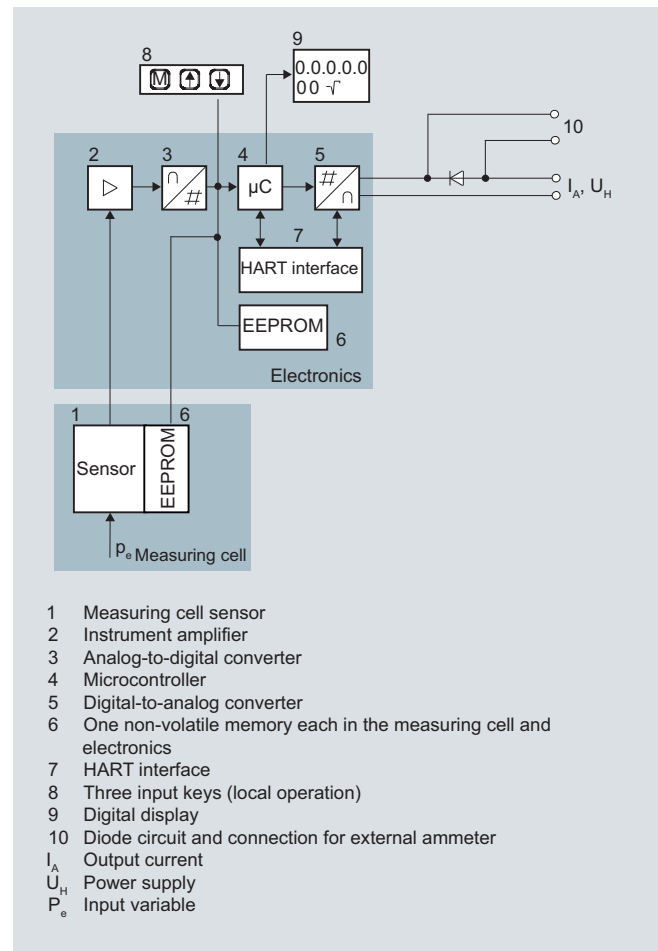 8
M
9
0.0.0.0.0
00 √
10
2
3
4
5
∩
#
µC
#
∩
I_A, U_H
7
HART interface
EEPROM
6
Electronics
1
6
Sensor
EEPROM
p_e Measuring cell
1 Measuring cell sensor
2 Instrument amplifier
3 Analog-to-digital converter
4 Microcontroller
5 Digital-to-analog converter
6 One non-volatile memory each in the measuring cell and
electronics
7 HART interface
8 Three input keys (local operation)
9 Digital display
10 Diode circuit and connection for external ammeter
I_A Output current
U_H Power supply
P_e Input variable